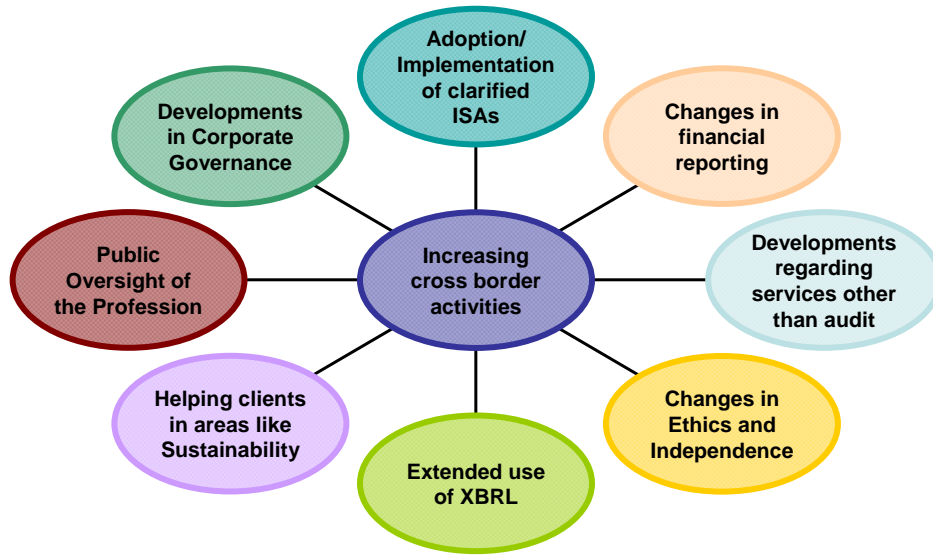 Adoption/
Implementation
of clarified
ISAs
Changes in
financial
reporting
Developments
regarding
services other
than audit
Changes in
Ethics and
Independence
Extended use
of XBRL
Helping clients
in areas like
Sustainability
Public
Oversight of
the Profession
Developments
in Corporate
Governance
Increasing
cross border
activities